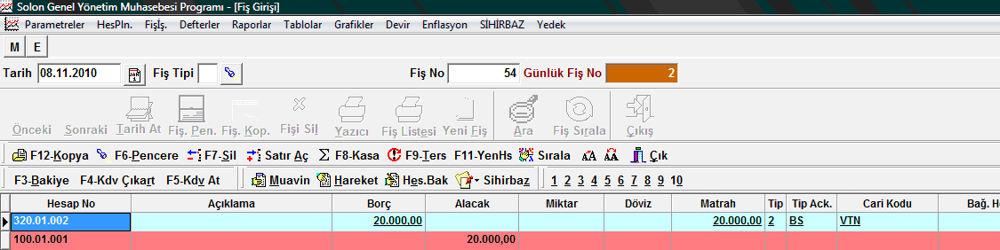 Solon Genel Yönetim Muhasebesi Programı - [Fiş Girişi]
Parametreler HesPln. Fişİş. Defterler Raporlar Tablolar Grafikler Devir Enflasyon SİHİRBAZ Yedek
M E
Tarih 08.11.2010 Fiş Tipi Fiş No 54 Günlük Fiş No 2
Önceki Sonraki Tarih At Fiş. Pen. Fiş. Kop. Fişi Sil Yazıcı Fiş Listesi Yeni Fiş Ara Fiş Sırala Çıkış
F12-Kopya F6-Pencere F7-Sil Satır Aç F8-Kasa F9-Ters F11-YenHs Sırala Çık
F3-Bakiye F4-Kdv Çıkart F5-Kdv At Muavin Hareket Hes.Bak Sihirbaz 1 2 3 4 5 6 7 8 9 10
Hesap No Açıklama Borç Alacak Miktar Döviz Matrah Tip Tip Ack. Cari Kodu Bağ. He
320.01.002 20.000,00 20.000,00 2 BS VTN
100.01.001 20.000,00